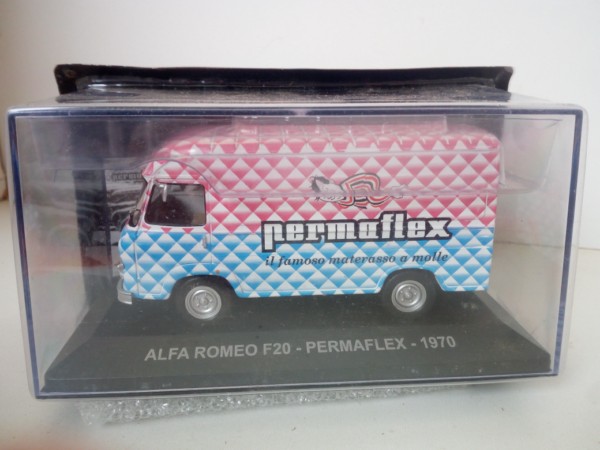 permaflex
il famoso materasso a molle
ALFA ROMEO F20 - PERMAFLEX - 1970